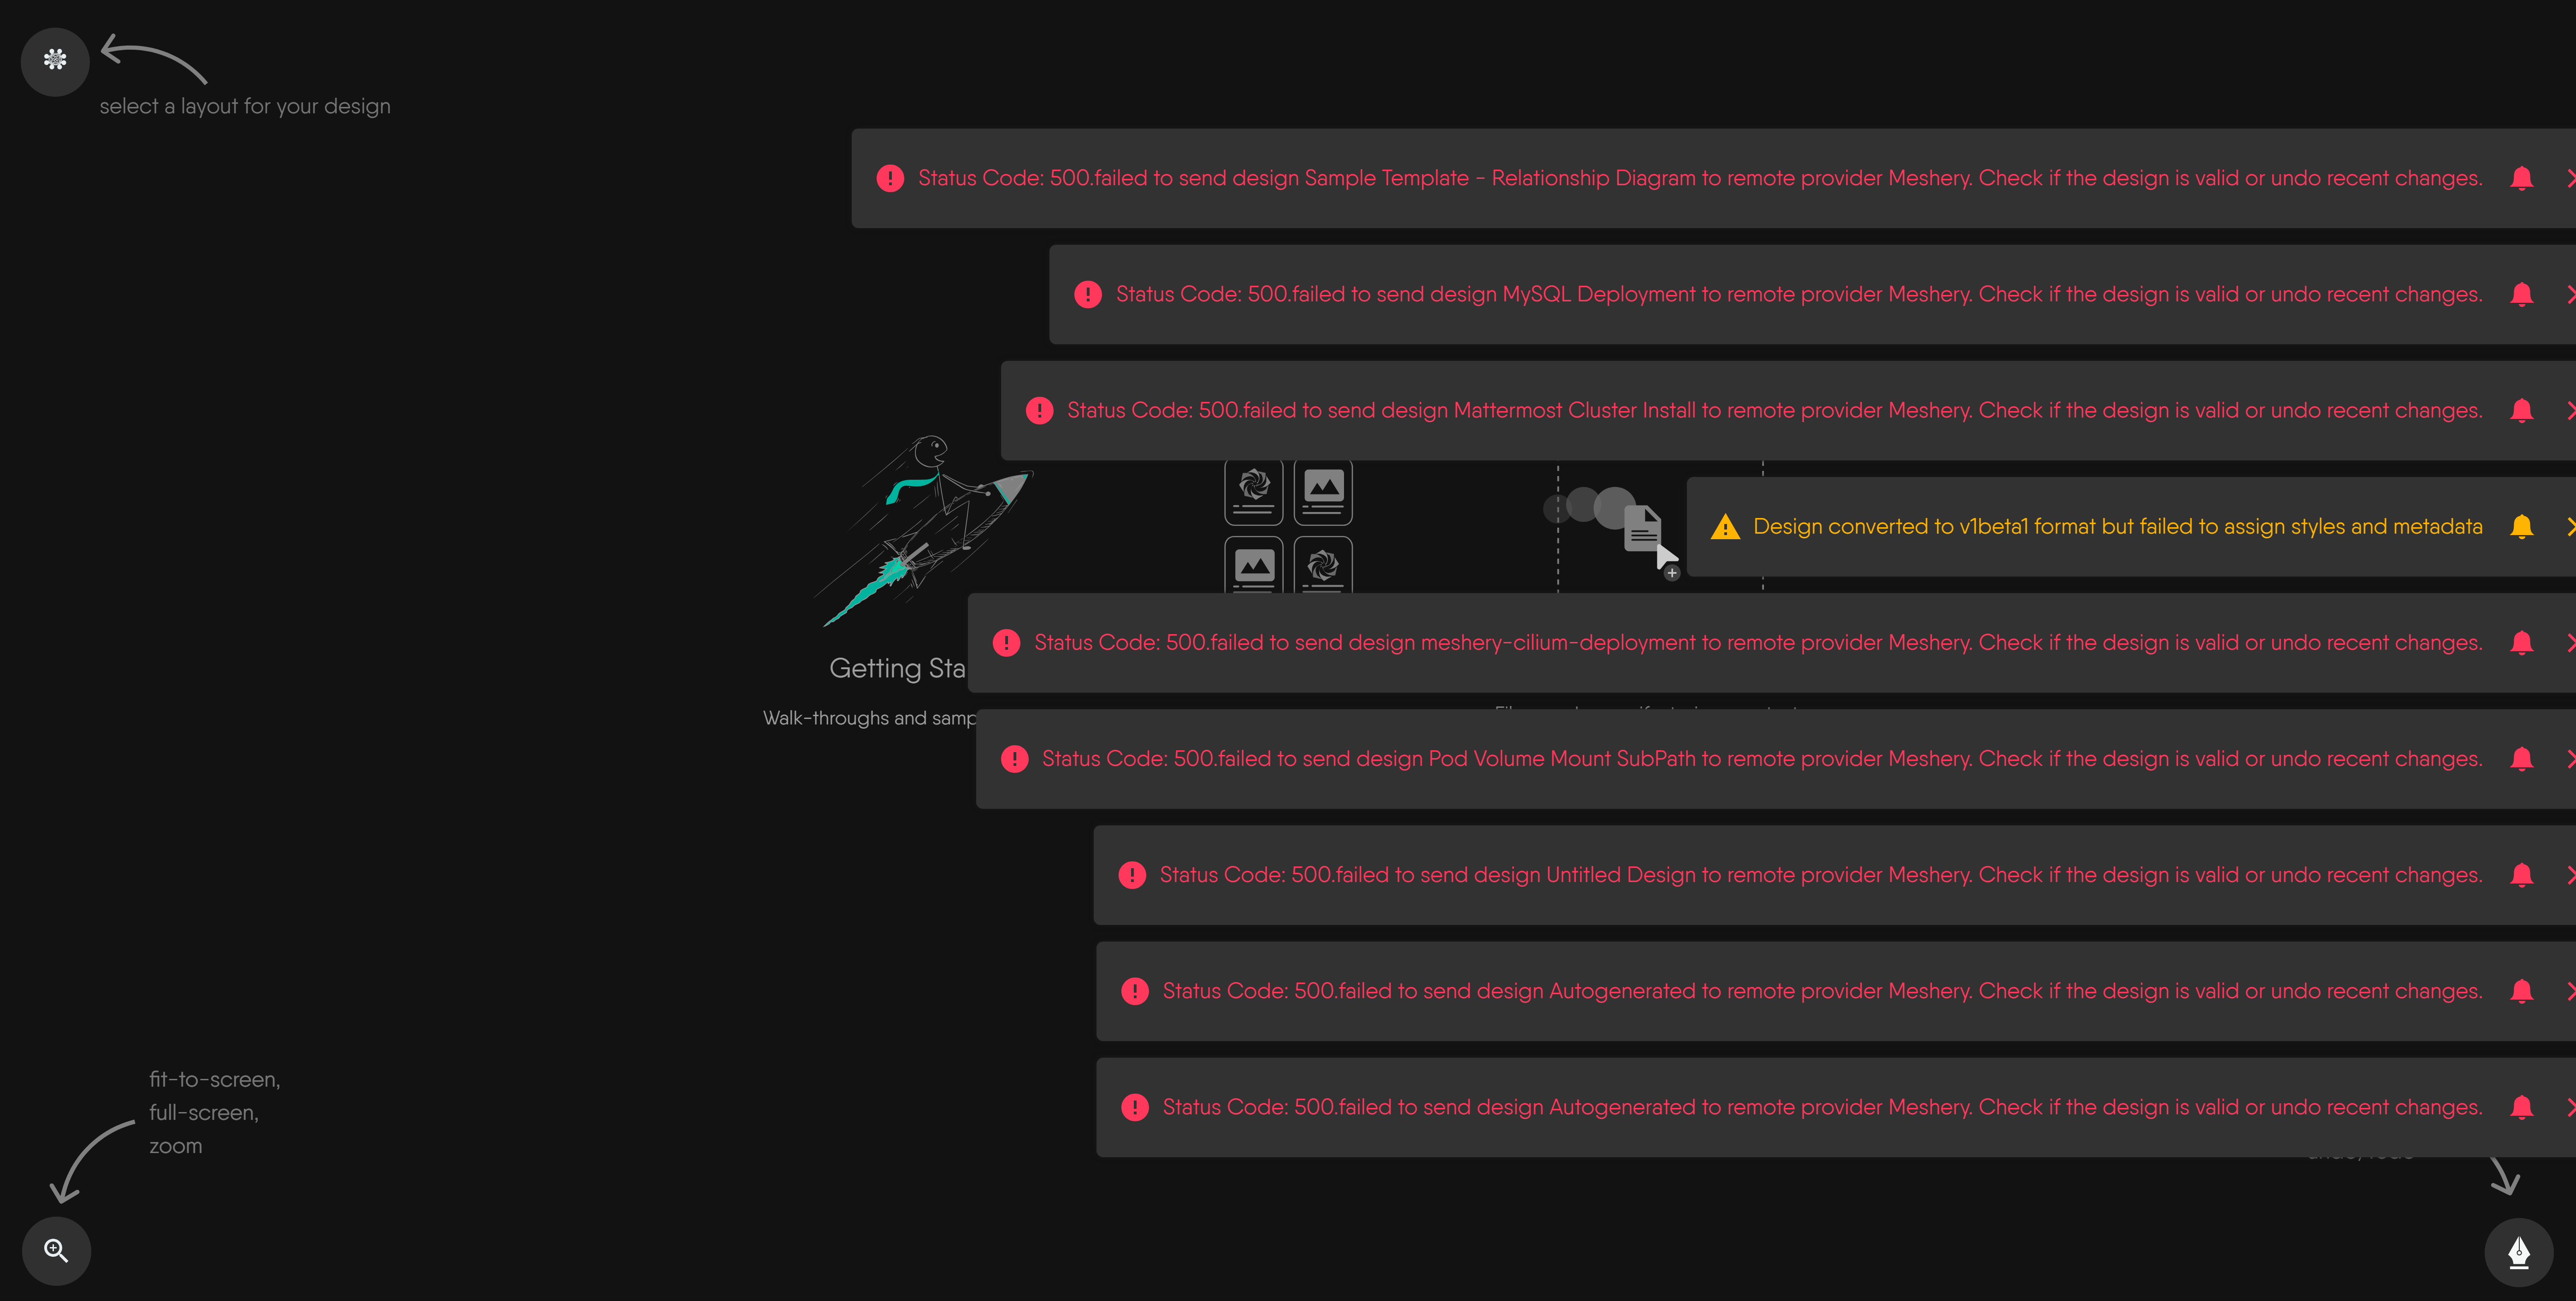 select a layout for your design
Status Code: 500.failed to send design Sample Template - Relationship Diagram to remote provider Meshery. Check if the design is valid or undo recent changes.
Status Code: 500.failed to send design MySQL Deployment to remote provider Meshery. Check if the design is valid or undo recent changes.
Status Code: 500.failed to send design Mattermost Cluster Install to remote provider Meshery. Check if the design is valid or undo recent changes.
Design converted to v1beta1 format but failed to assign styles and metadata
Status Code: 500.failed to send design meshery-cilium-deployment to remote provider Meshery. Check if the design is valid or undo recent changes.
Getting Sta
Walk-throughs and samp
Status Code: 500.failed to send design Pod Volume Mount SubPath to remote provider Meshery. Check if the design is valid or undo recent changes.
Status Code: 500.failed to send design Untitled Design to remote provider Meshery. Check if the design is valid or undo recent changes.
Status Code: 500.failed to send design Autogenerated to remote provider Meshery. Check if the design is valid or undo recent changes.
Status Code: 500.failed to send design Autogenerated to remote provider Meshery. Check if the design is valid or undo recent changes.
fit-to-screen,
full-screen,
zoom